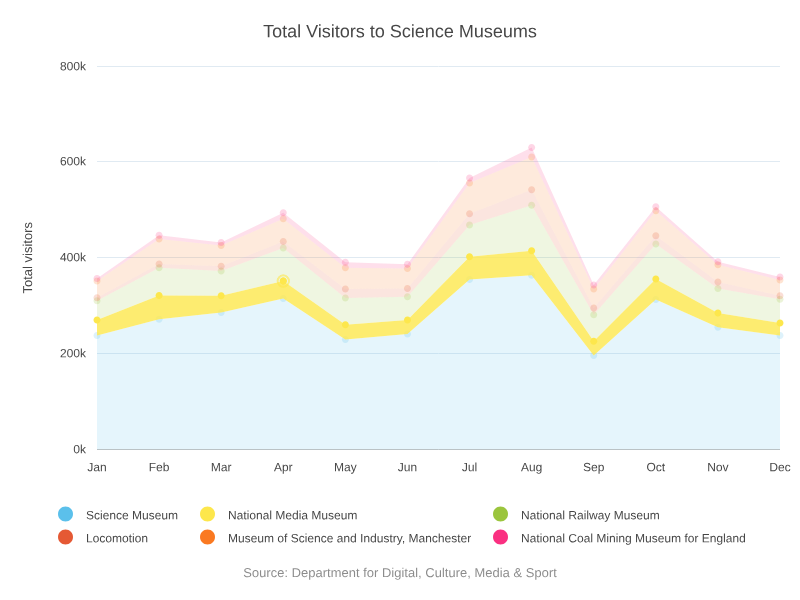 Total Visitors to Science Museums
Total visitors
800k
600k
400k
200k
0k
Jan Feb Mar Apr May Jun Jul Aug Sep Oct Nov Dec
Science Museum National Media Museum National Railway Museum
Locomotion Museum of Science and Industry, Manchester National Coal Mining Museum for England
Source: Department for Digital, Culture, Media & Sport